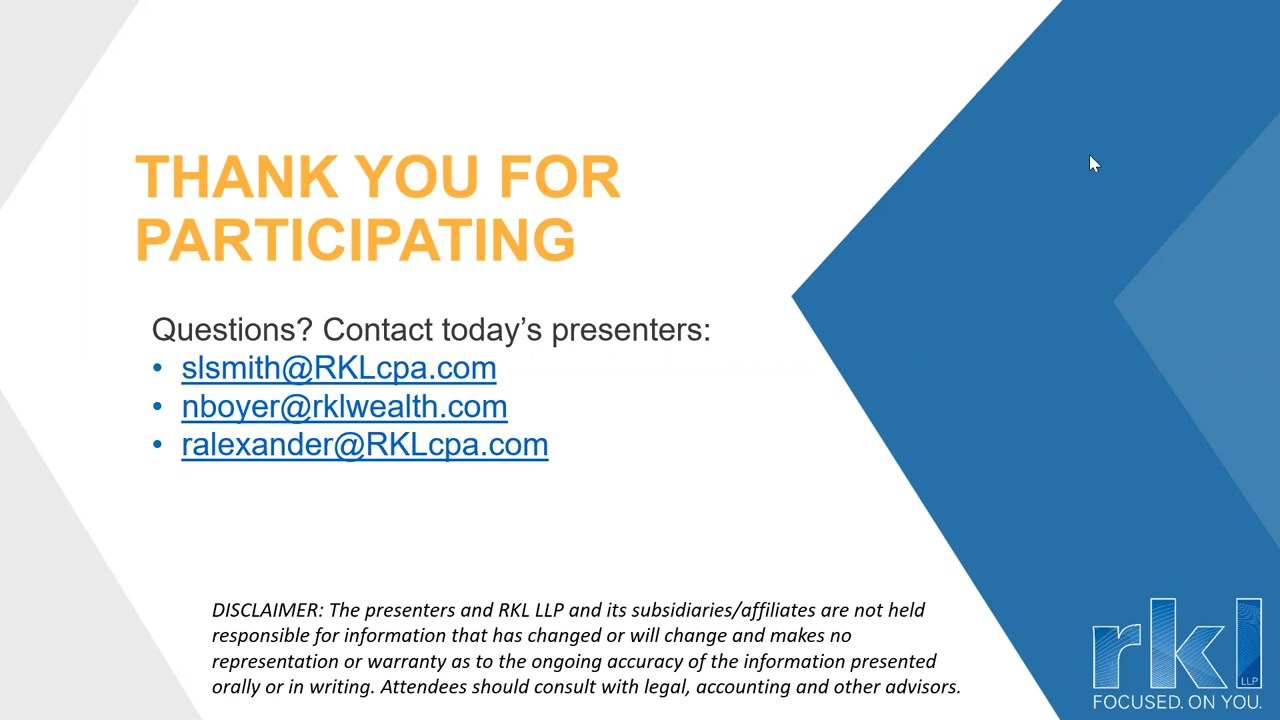 THANK YOU FOR
PARTICIPATING
Questions? Contact today’s presenters:
• slsmith@RKLcpa.com
• nboyer@rklwealth.com
• ralexander@RKLcpa.com
DISCLAIMER: The presenters and RKL LLP and its subsidiaries/affiliates are not held
responsible for information that has changed or will change and makes no
representation or warranty as to the ongoing accuracy of the information presented
orally or in writing. Attendees should consult with legal, accounting and other advisors.
rkl
LLP
FOCUSED. ON YOU.